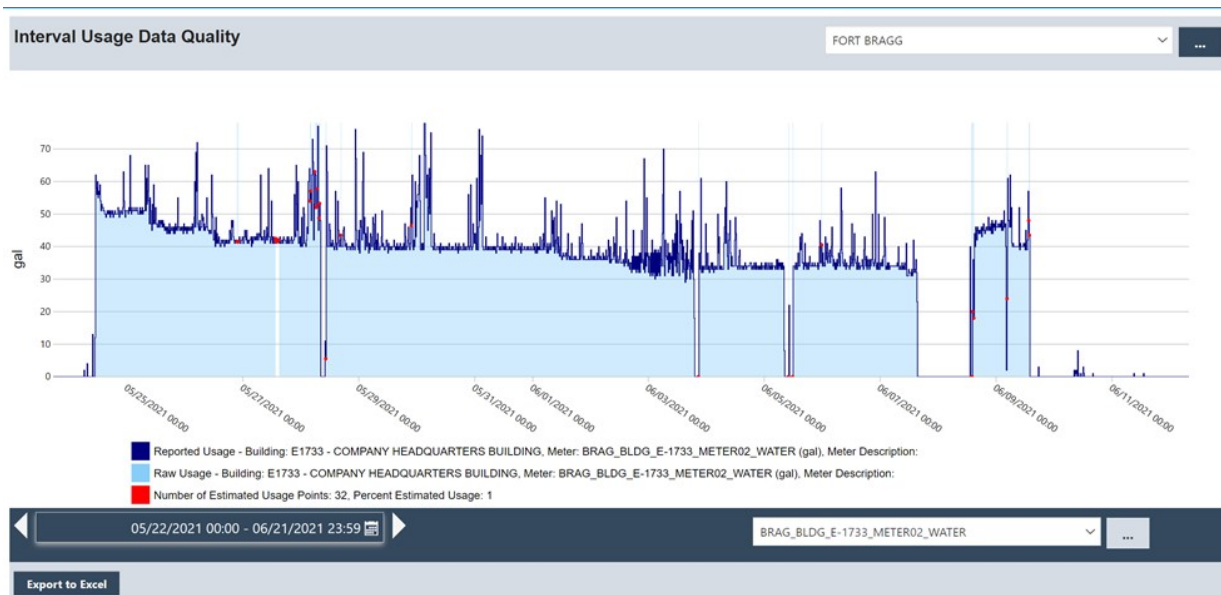 Interval Usage Data Quality
FORT BRAGG
...
gal
70
60
50
40
30
20
10
0
05/25/2021 00:00
05/27/2021 00:00
05/29/2021 00:00
05/31/2021 00:00
06/01/2021 00:00
06/03/2021 00:00
06/05/2021 00:00
06/07/2021 00:00
06/09/2021 00:00
06/11/2021 00:00
Reported Usage - Building: E1733 - COMPANY HEADQUARTERS BUILDING, Meter: BRAG_BLDG_E-1733_METER02_WATER (gal), Meter Description:
Raw Usage - Building: E1733 - COMPANY HEADQUARTERS BUILDING, Meter: BRAG_BLDG_E-1733_METER02_WATER (gal), Meter Description:
Number of Estimated Usage Points: 32, Percent Estimated Usage: 1
05/22/2021 00:00 - 06/21/2021 23:59
BRAG_BLDG_E-1733_METER02_WATER
...
Export to Excel